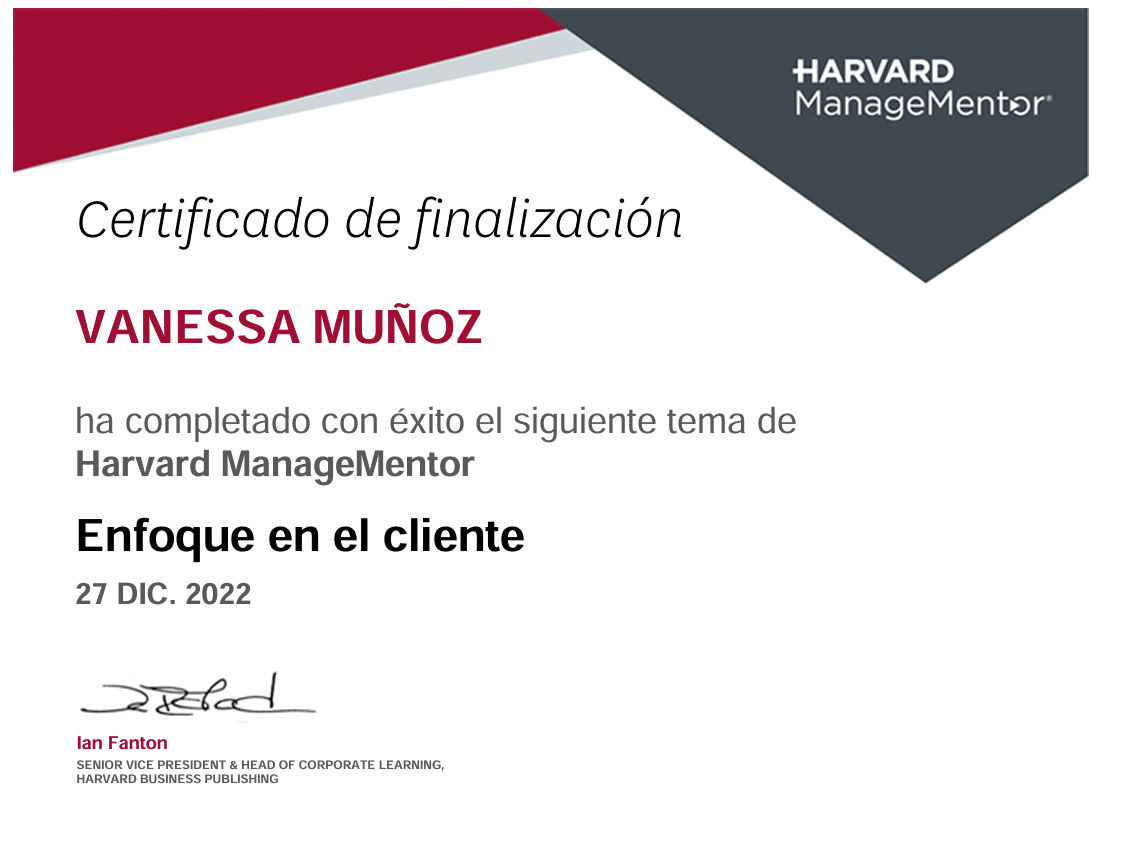 HARVARD
ManageMentor®
Certificado de finalización
VANESSA MUÑOZ
ha completado con éxito el siguiente tema de
Harvard ManageMentor
Enfoque en el cliente
27 DIC. 2022
Ian Fanton
SENIOR VICE PRESIDENT & HEAD OF CORPORATE LEARNING,
HARVARD BUSINESS PUBLISHING